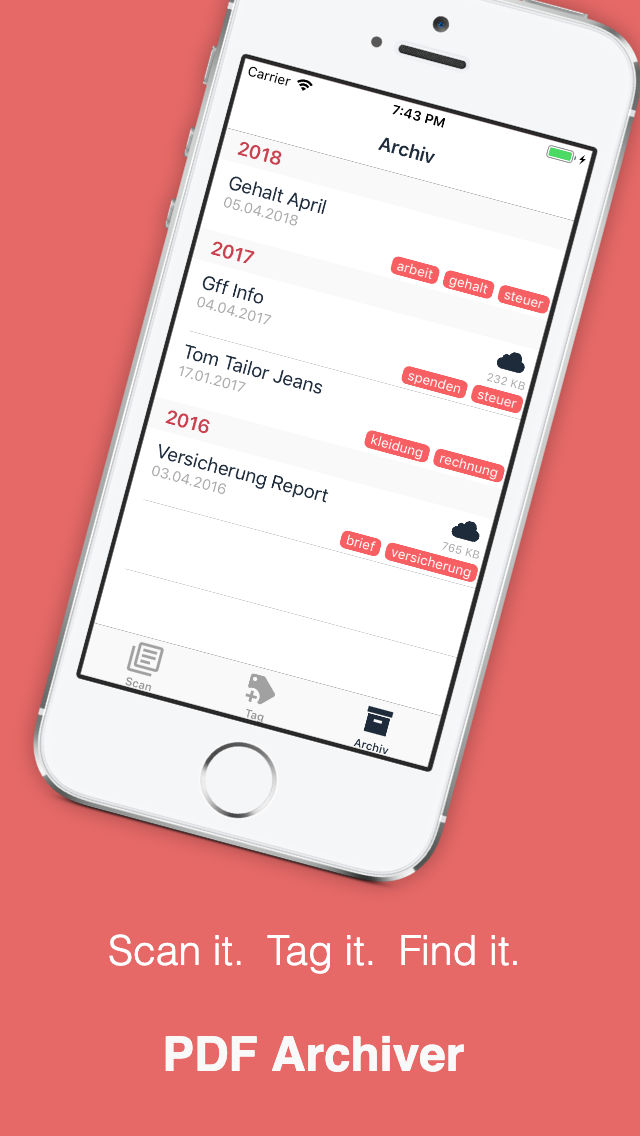 Carrier
7:43 PM
Archiv
2018
Gehalt April
05.04.2018
arbeit gehalt steuer
2017
Gff Info
04.04.2017
232 KB
spenden steuer
Tom Tailor Jeans
17.01.2017
kleidung rechnung
2016
Versicherung Report
03.04.2016
765 KB
brief versicherung
Scan
Tag
Archiv
Scan it. Tag it. Find it.
PDF Archiver